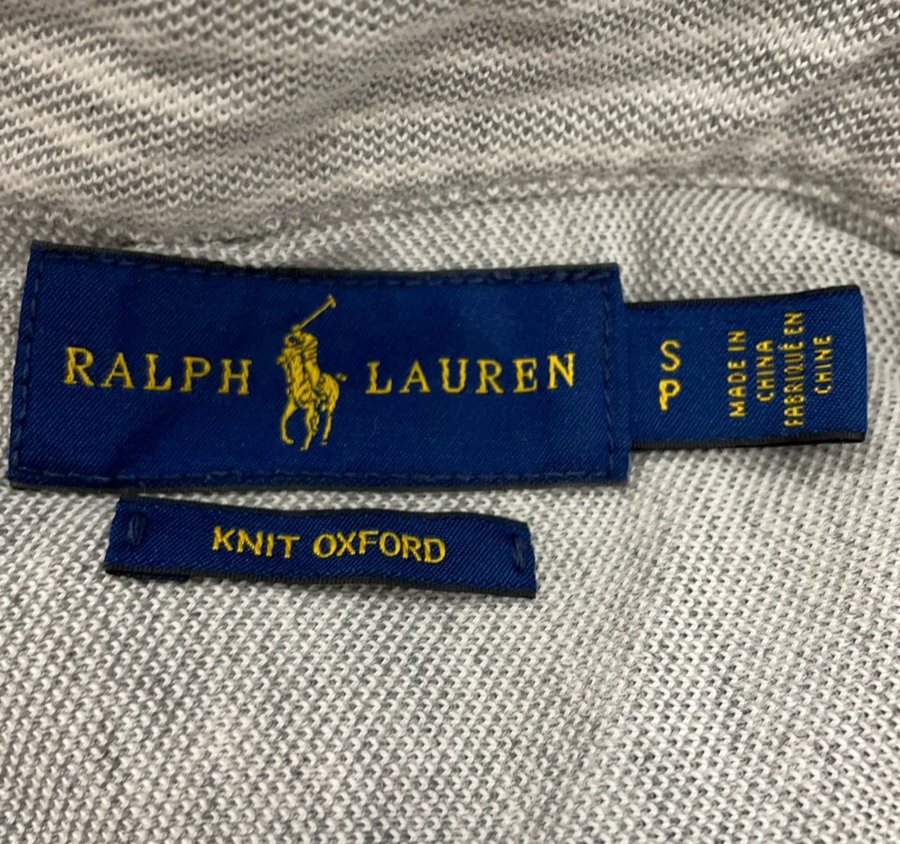 RALPH LAUREN
S
P
MADE IN
CHINA
FABRIQUÉ EN
CHINE
KNIT OXFORD